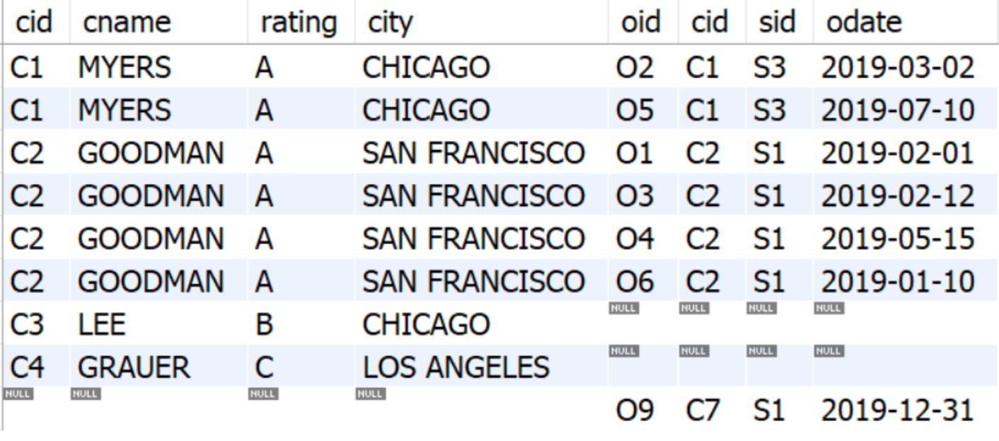 cid cname rating city oid cid sid odate
C1 MYERS A CHICAGO O2 C1 S3 2019-03-02
C1 MYERS A CHICAGO O5 C1 S3 2019-07-10
C2 GOODMAN A SAN FRANCISCO O1 C2 S1 2019-02-01
C2 GOODMAN A SAN FRANCISCO O3 C2 S1 2019-02-12
C2 GOODMAN A SAN FRANCISCO O4 C2 S1 2019-05-15
C2 GOODMAN A SAN FRANCISCO O6 C2 S1 2019-01-10
C3 LEE B CHICAGO NULL NULL NULL NULL
C4 GRAUER C LOS ANGELES NULL NULL NULL NULL
NULL NULL NULL NULL O9 C7 S1 2019-12-31